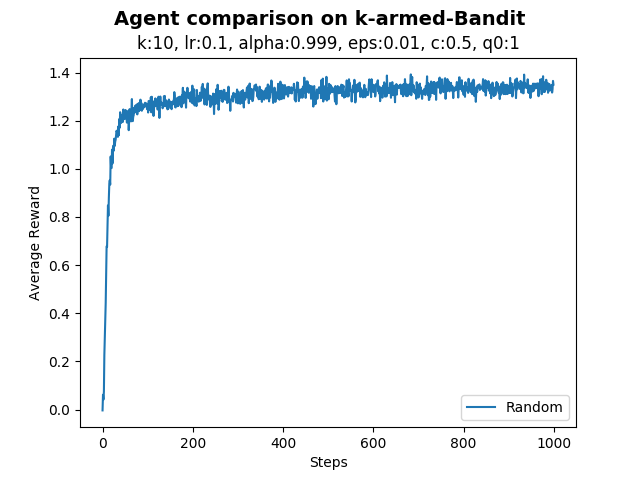 Agent comparison on k-armed-Bandit
k:10, lr:0.1, alpha:0.999, eps:0.01, c:0.5, q0:1
1.4
1.2
1.0
0.8
0.6
0.4
0.2
0.0
Average Reward
Random
0 200 400 600 800 1000
Steps